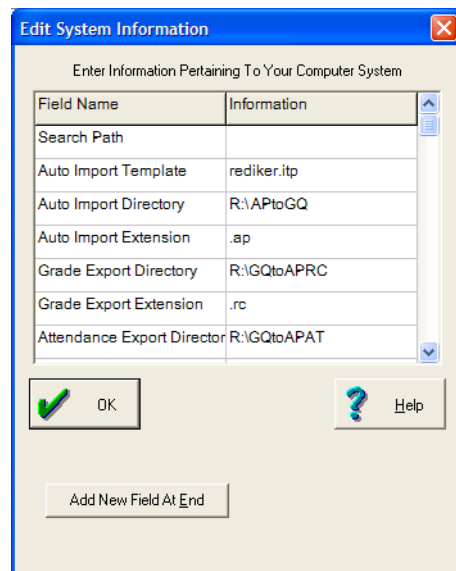 Edit System Information
Enter Information Pertaining To Your Computer System
Field Name Information
Search Path
Auto Import Template rediker.itp
Auto Import Directory R:\APtoGQ
Auto Import Extension .ap
Grade Export Directory R:\GQtoAPRC
Grade Export Extension .rc
Attendance Export Director R:\GQtoAPAT
OK Help
Add New Field At End